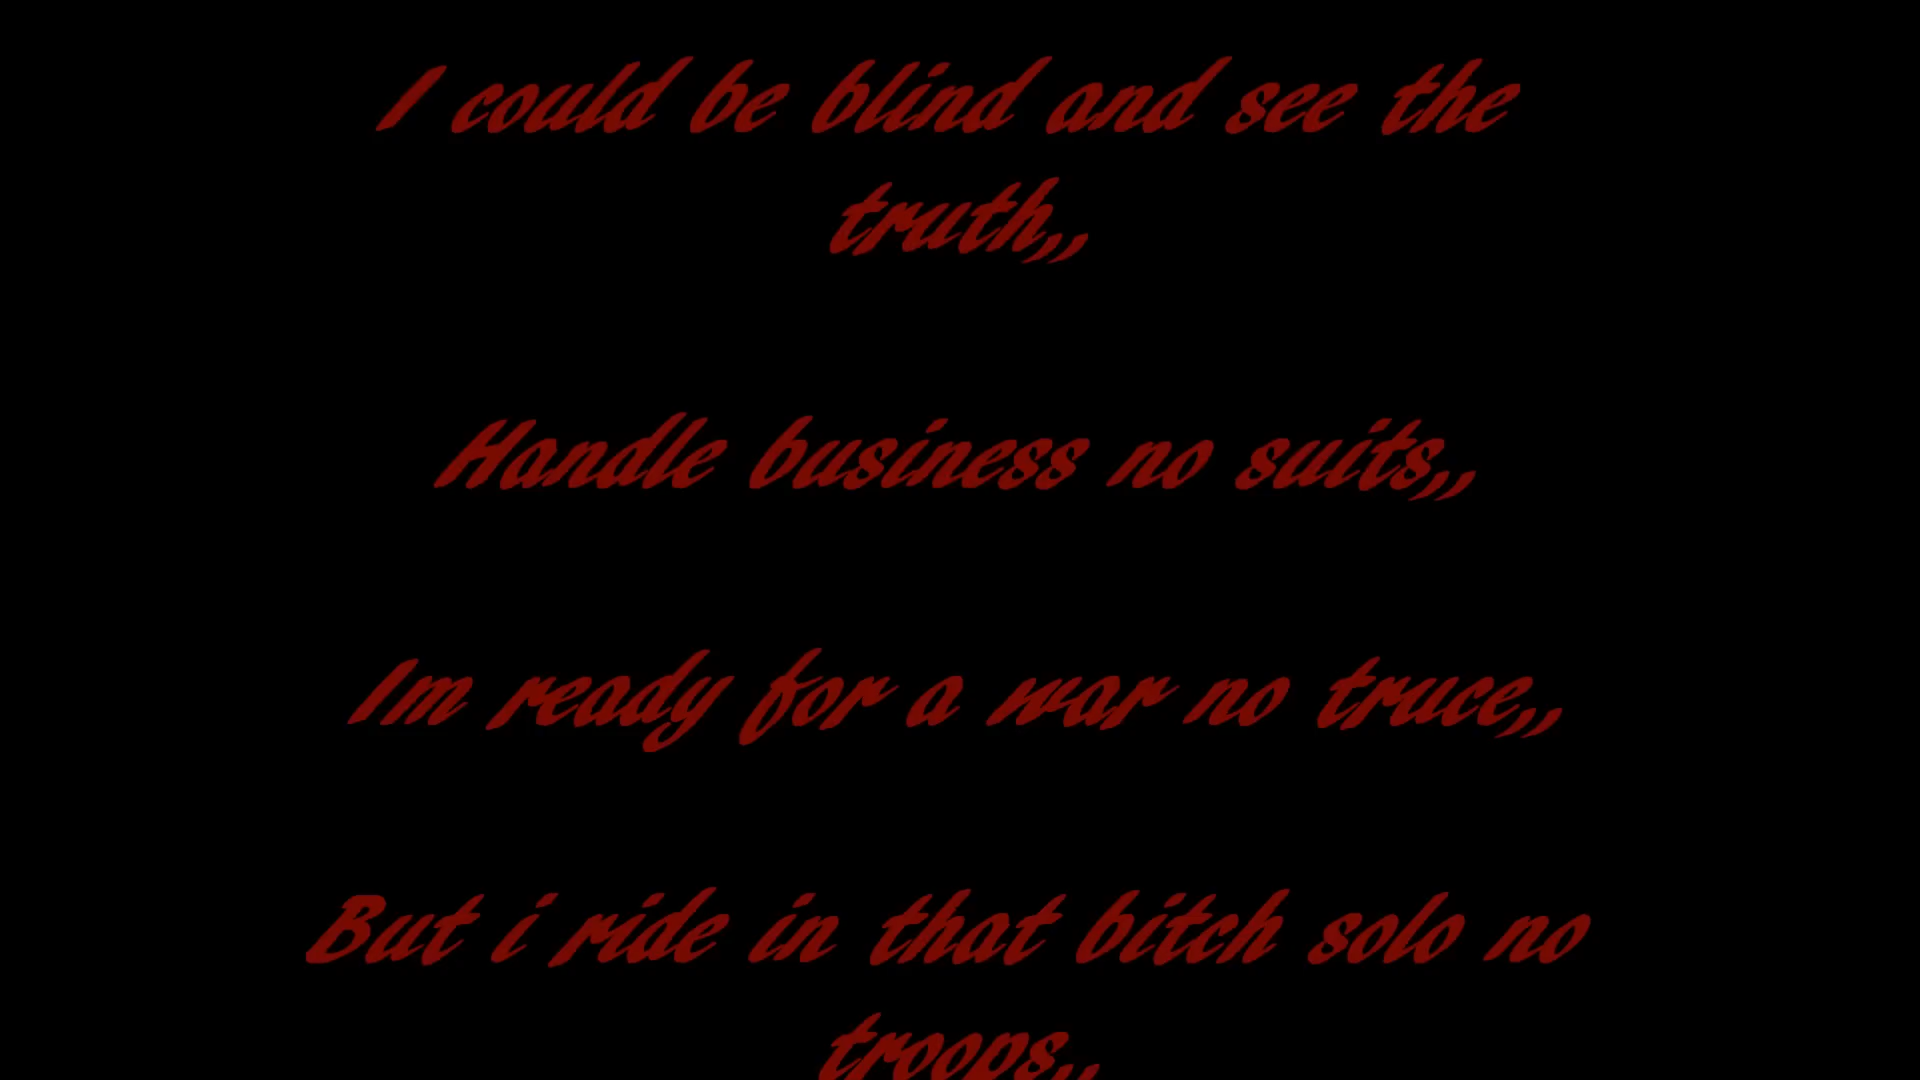 I could be blind and see the
truth,,
Handle business no suits,,
Im ready for a war no truce,,
But i ride in that bitch solo no
troops,,